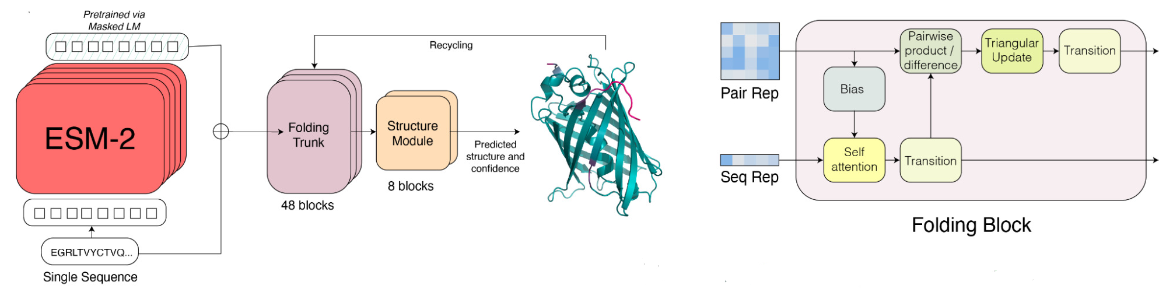 Pretrained via
Masked LM
ESM-2
EGRLTVYCTVQ...
Single Sequence
Recycling
Folding
Trunk
48 blocks
Structure
Module
8 blocks
Predicted
structure and
confidence
Pair Rep
Seq Rep
Bias
Self
attention
Pairwise
product /
difference
Transition
Triangular
Update
Transition
Folding Block